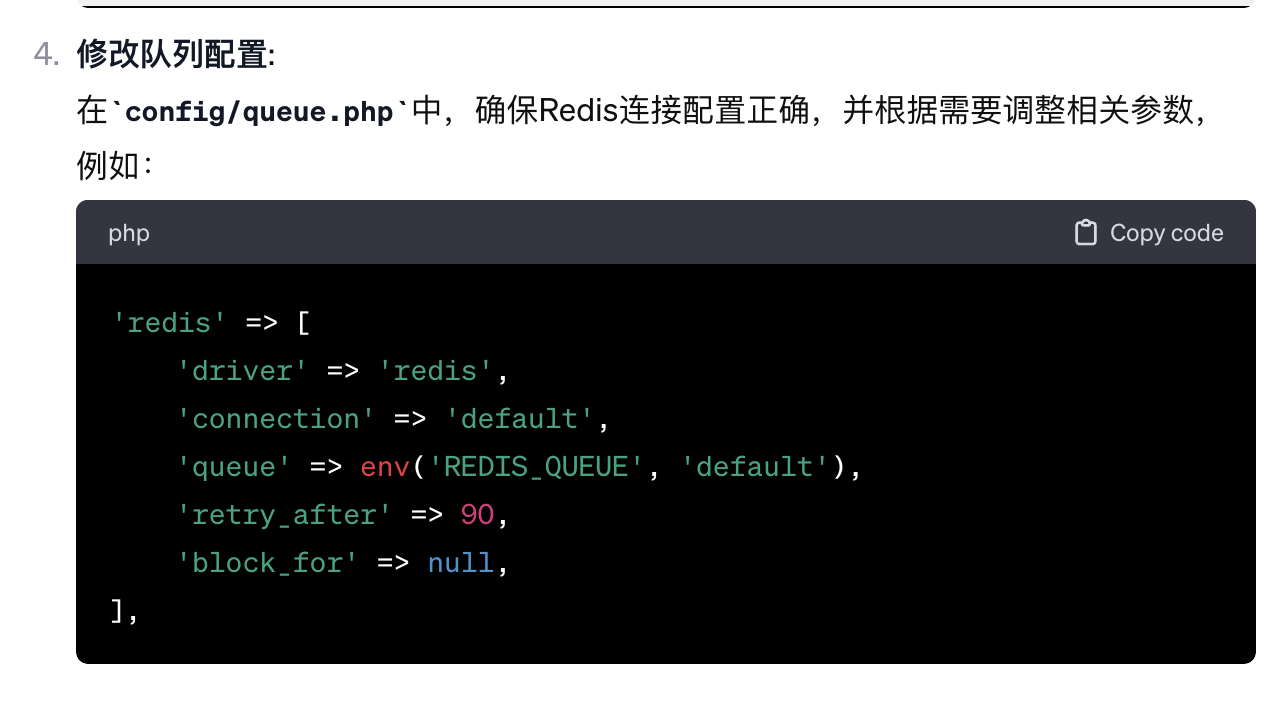 4. 修改队列配置:
在`config/queue.php`中，确保Redis连接配置正确，并根据需要调整相关参数，
例如：
php Copy code
'redis' => [
    'driver' => 'redis',
    'connection' => 'default',
    'queue' => env('REDIS_QUEUE', 'default'),
    'retry_after' => 90,
    'block_for' => null,
],